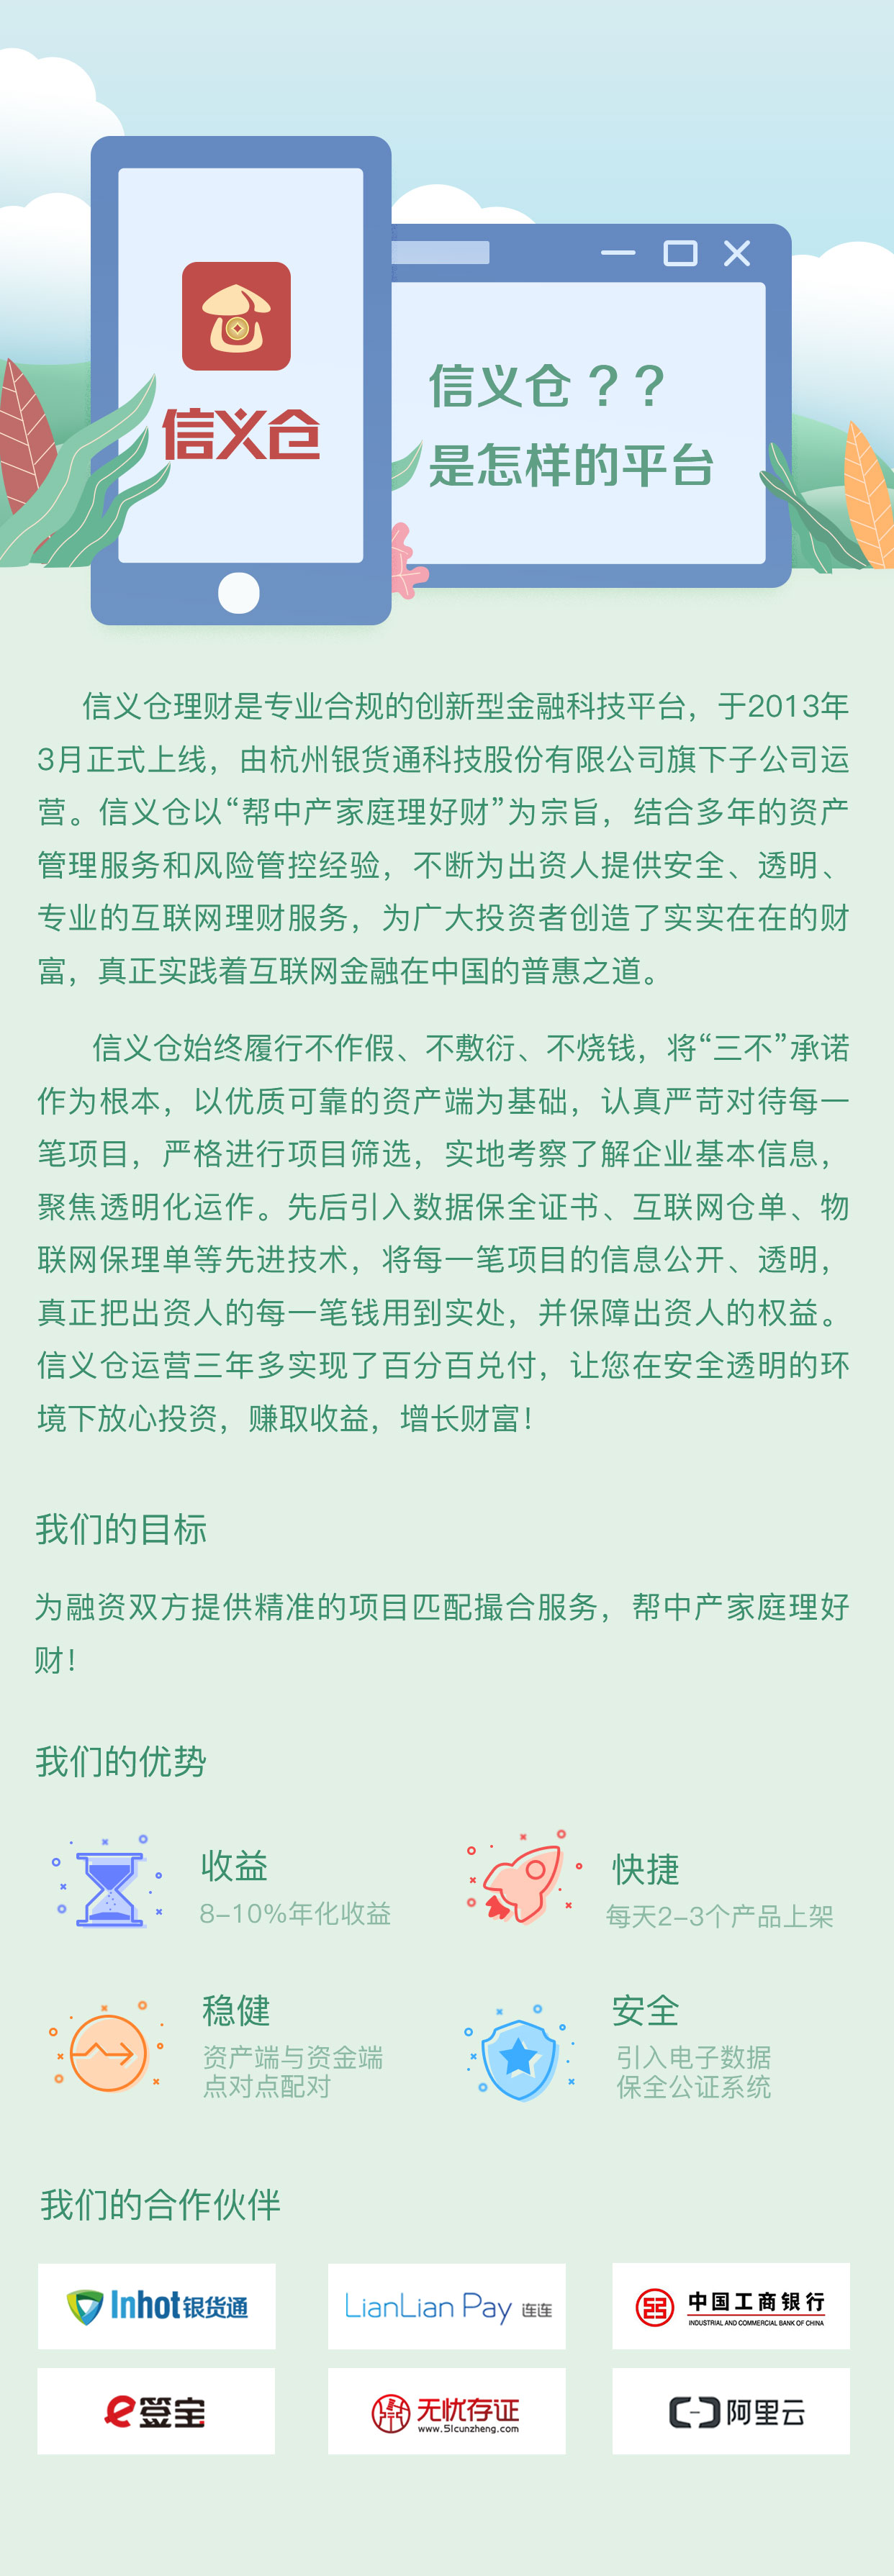 信义仓
信义仓？？
是怎样的平台
信义仓理财是专业合规的创新型金融科技平台，于2013年
3月正式上线，由杭州银货通科技股份有限公司旗下子公司运
营。信义仓以“帮中产家庭理好财”为宗旨，结合多年的资产
管理服务和风险管控经验，不断为出资人提供安全、透明、
专业的互联网理财服务，为广大投资者创造了实实在在的财
富，真正实践着互联网金融在中国的普惠之道。
信义仓始终履行不作假、不敷衍、不烧钱，将“三不”承诺
作为根本，以优质可靠的资产端为基础，认真严苛对待每一
笔项目，严格进行项目筛选，实地考察了解企业基本信息，
聚焦透明化运作。先后引入数据保全证书、互联网仓单、物
联网保理单等先进技术，将每一笔项目的信息公开、透明，
真正把出资人的每一笔钱用到实处，并保障出资人的权益。
信义仓运营三年多实现了百分百兑付，让您在安全透明的环
境下放心投资，赚取收益，增长财富！
我们的目标
为融资双方提供精准的项目匹配撮合服务，帮中产家庭理好
财！
我们的优势
收益
8-10%年化收益
快捷
每天2-3个产品上架
稳健
资产端与资金端
点对点配对
安全
引入电子数据
保全公证系统
我们的合作伙伴
Inhot银货通
LianLian Pay 连连
中国工商银行
INDUSTRIAL AND COMMERCIAL BANK OF CHINA
e签宝
无忧存证
www.51cunzheng.com
阿里云